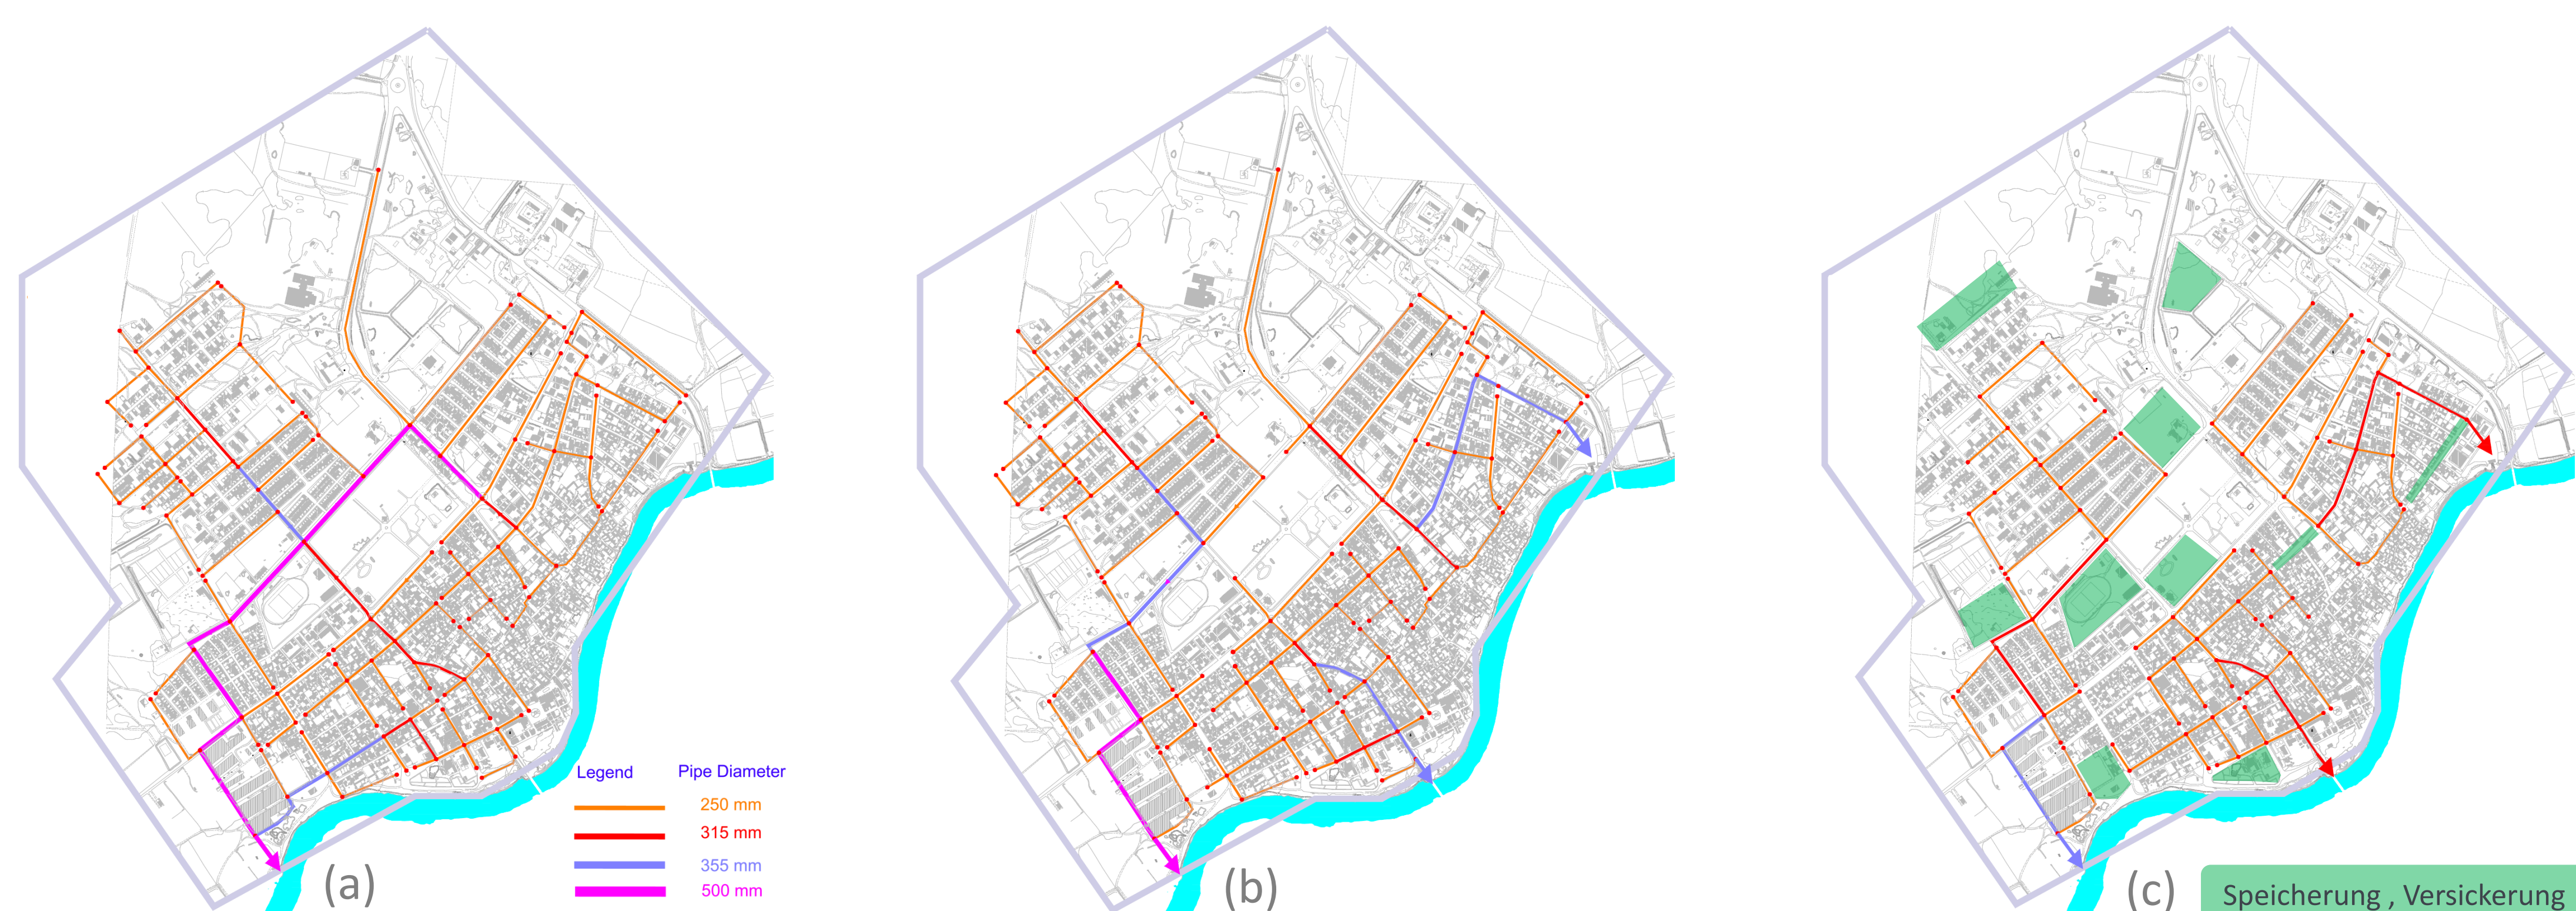 Legend Pipe Diameter
250 mm
315 mm
355 mm
500 mm
(a)
(b)
(c)
Speicherung , Versickerung